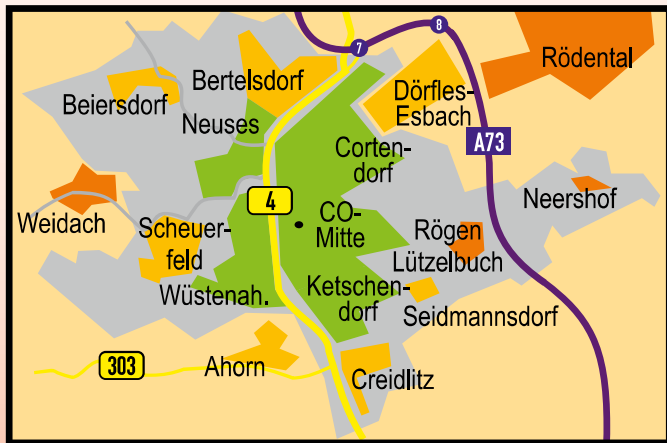 8
7
Rödental
Bertelsdorf
Beiersdorf
Dörfles-
Esbach
Neuses
A73
Corten-
dorf
Neershof
4
CO-
Mitte
Weidach
Scheuer-
feld
Rögen
Lützelbuch
Wüstenah.
Ketschen-
dorf
Seidmannsdorf
303
Ahorn
Creidlitz